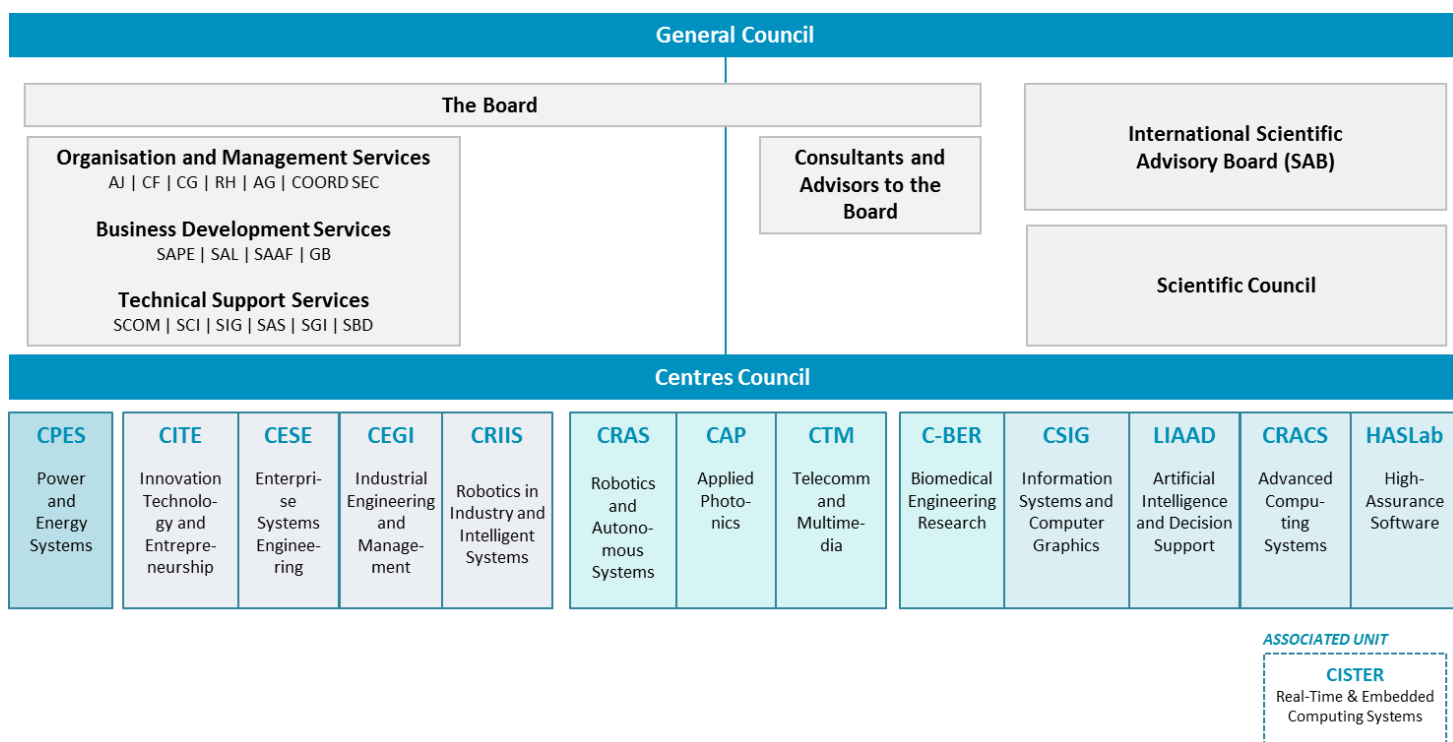 General Council
The Board
Organisation and Management Services
AJ | CF | CG | RH | AG | COORD SEC
Business Development Services
SAPE | SAL | SAAF | GB
Technical Support Services
SCOM | SCI | SIG | SAS | SGI | SBD
Consultants and
Advisors to the
Board
International Scientific
Advisory Board (SAB)
Scientific Council
Centres Council
CPES
Power
and
Energy
Systems
CITE
Innovation
Technolo-
gy and
Entrepre-
neurship
CESE
Enterpri-
se
Systems
Enginee-
ring
CEGI
Industrial
Engineering
and
Manage-
ment
CRIIS
Robotics in
Industry and
Intelligent
Systems
CRAS
Robotics
and
Autono-
mous
Systems
CAP
Applied
Photo-
nics
CTM
Telecomm
and
Multime-
dia
C-BER
Biomedical
Engineering
Research
CSIG
Information
Systems and
Computer
Graphics
LIAAD
Artificial
Intelligence
and Decision
Support
CRACS
Advanced
Compu-
ting
Systems
HASLab
High-
Assurance
Software
ASSOCIATED UNIT
CISTER
Real-Time & Embedded
Computing Systems